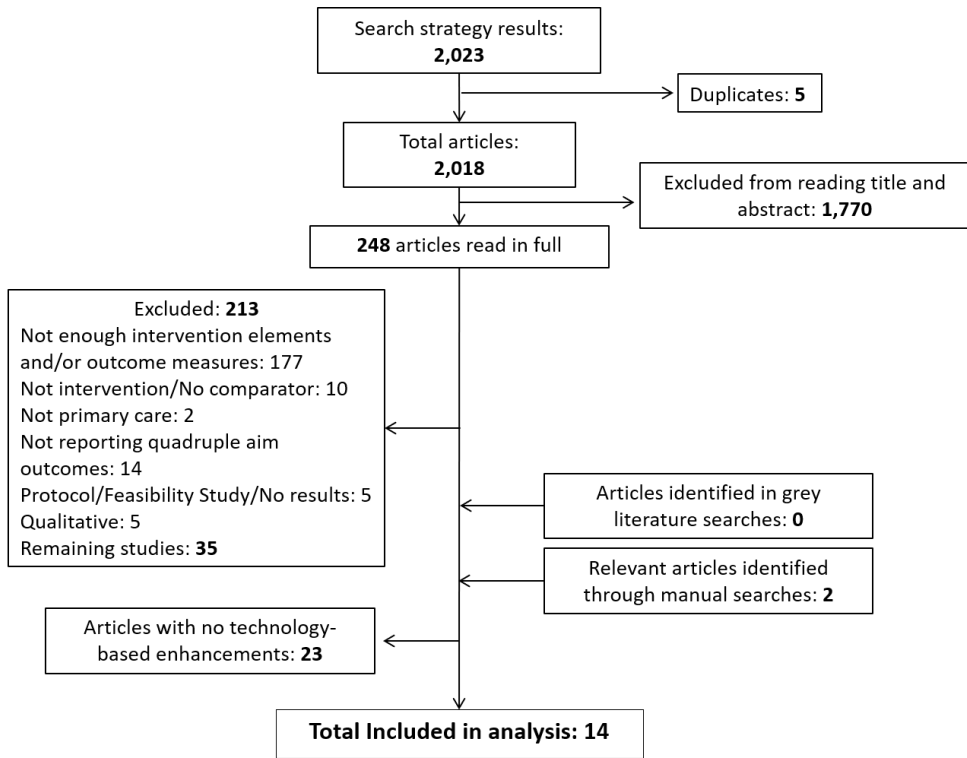 Search strategy results:
2,023
Duplicates: 5
Total articles:
2,018
Excluded from reading title and
abstract: 1,770
248 articles read in full
Excluded: 213
Not enough intervention elements
and/or outcome measures: 177
Not intervention/No comparator: 10
Not primary care: 2
Not reporting quadruple aim
outcomes: 14
Protocol/Feasibility Study/No results: 5
Qualitative: 5
Remaining studies: 35
Articles identified in grey
literature searches: 0
Relevant articles identified
through manual searches: 2
Articles with no technology-
based enhancements: 23
Total Included in analysis: 14